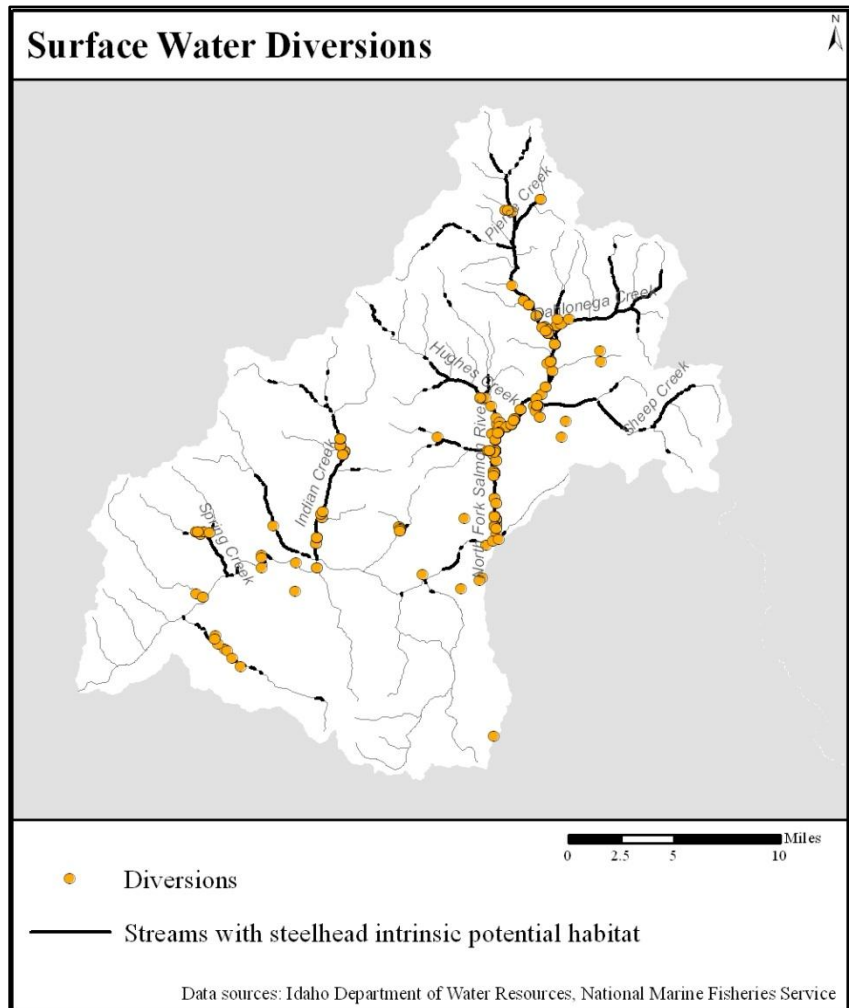 Surface Water Diversions
N
Pierce Creek
Dahlonega Creek
Hughes Creek
Sheep Creek
North Fork Salmon River
Indian Creek
Spring Creek
Miles
0 2.5 5 10
Diversions
Streams with steelhead intrinsic potential habitat
Data sources: Idaho Department of Water Resources, National Marine Fisheries Service